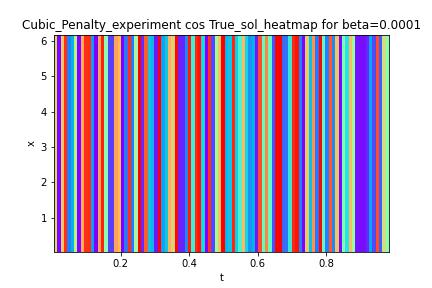 Cubic_Penalty_experiment cos True_sol_heatmap for beta=0.0001
6
5
4
x
3
2
1
0.2 0.4 0.6 0.8
t